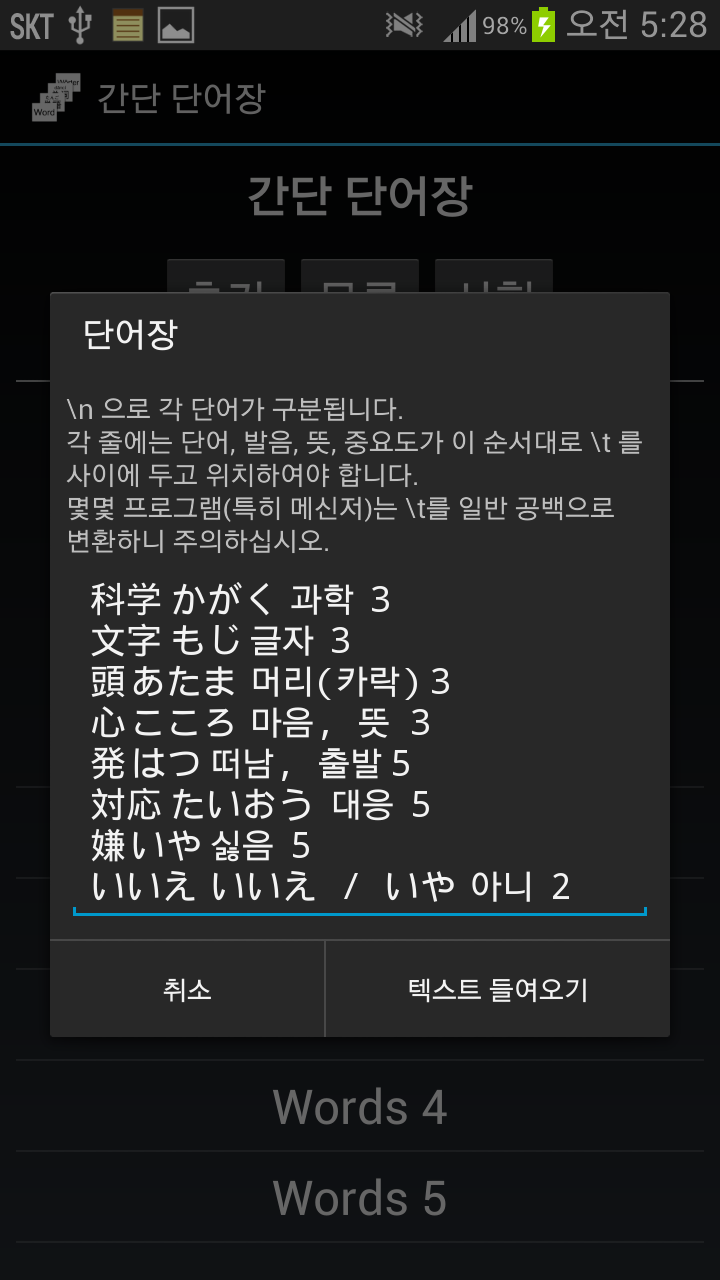 SKT 98% 오전 5:28
Word
간단 단어장
간단 단어장
단어장
\n 으로 각 단어가 구분됩니다.
각 줄에는 단어, 발음, 뜻, 중요도가 이 순서대로 \t 를
사이에 두고 위치하여야 합니다.
몇몇 프로그램(특히 메신저)는 \t를 일반 공백으로
변환하니 주의하십시오.
科学 かがく 과학 3
文字 もじ 글자 3
頭 あたま 머리(카락) 3
心 こころ 마음, 뜻 3
発 はつ 떠남, 출발 5
対応 たいおう 대응 5
嫌 いや 싫음 5
いいえ いいえ / いや 아니 2
취소 텍스트 들여오기
Words 4
Words 5